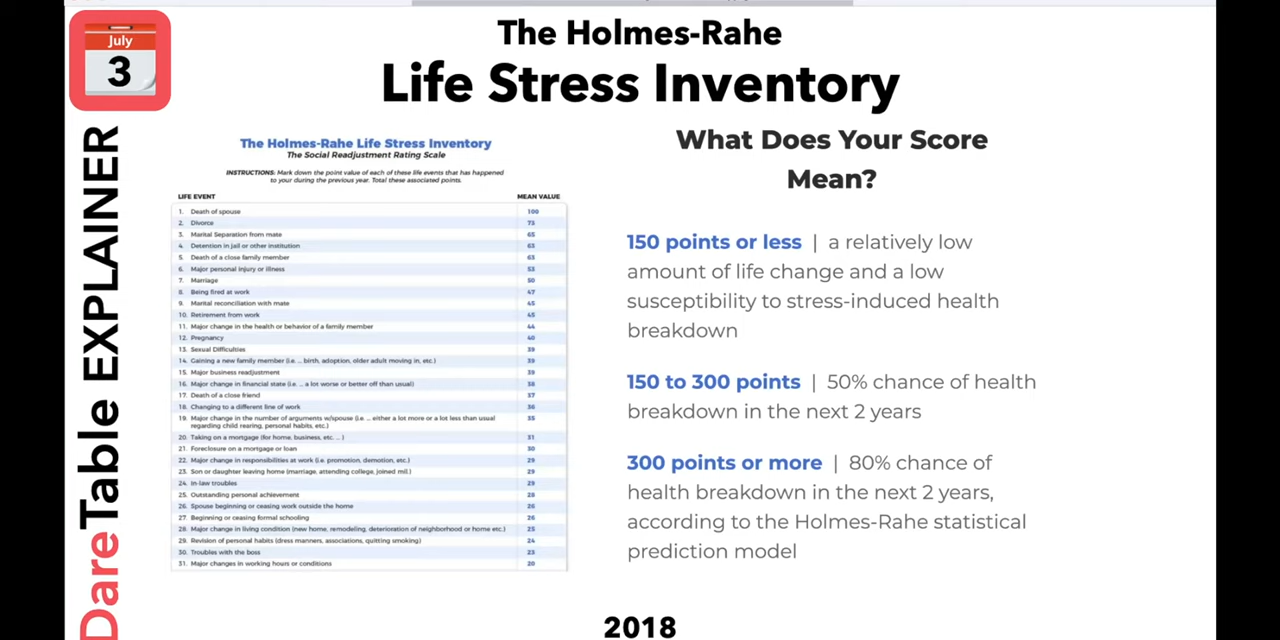 July
3
DareTable EXPLAINER
The Holmes-Rahe
Life Stress Inventory
The Holmes-Rahe Life Stress Inventory
The Social Readjustment Rating Scale
INSTRUCTIONS: Mark down the point value of each of these life events that has happened
to your during the previous year. Total these associated points.
LIFE EVENT MEAN VALUE
1. Death of spouse 100
2. Divorce 73
3. Marital Separation from mate 65
4. Detention in jail or other institution 63
5. Death of a close family member 63
6. Major personal injury or illness 53
7. Marriage 50
8. Being fired at work 47
9. Marital reconciliation with mate 45
10. Retirement from work 45
11. Major change in the health or behavior of a family member 44
12. Pregnancy 40
13. Sexual Difficulties 39
14. Gaining a new family member (i.e. ... birth, adoption, older adult moving in, etc.) 39
15. Major business readjustment 39
16. Major change in financial state (i.e. ... a lot worse or better off than usual) 38
17. Death of a close friend 37
18. Changing to a different line of work 36
19. Major change in the number of arguments w/spouse (i.e. ... either a lot more or a lot less than usual 35
regarding child rearing, personal habits, etc.)
20. Taking on a mortgage (for home, business, etc. ... ) 31
21. Foreclosure on a mortgage or loan 30
22. Major change in responsibilities at work (i.e. promotion, demotion, etc.) 29
23. Son or daughter leaving home (marriage, attending college, joined mil.) 29
24. In-law troubles 29
25. Outstanding personal achievement 28
26. Spouse beginning or ceasing work outside the home 26
27. Beginning or ceasing formal schooling 26
28. Major change in living condition (new home, remodeling, deterioration of neighborhood or home etc.) 25
29. Revision of personal habits (dress manners, associations, quitting smoking) 24
30. Troubles with the boss 23
31. Major changes in working hours or conditions 20
What Does Your Score
Mean?
150 points or less | a relatively low
amount of life change and a low
susceptibility to stress-induced health
breakdown
150 to 300 points | 50% chance of health
breakdown in the next 2 years
300 points or more | 80% chance of
health breakdown in the next 2 years,
according to the Holmes-Rahe statistical
prediction model
2018